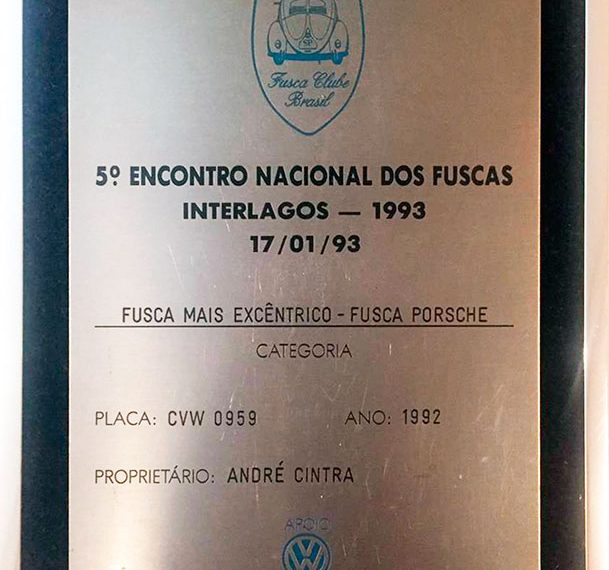 Fusca Clube
Brasil
5º ENCONTRO NACIONAL DOS FUSCAS
INTERLAGOS — 1993
17/01/93
FUSCA MAIS EXCÊNTRICO - FUSCA PORSCHE
CATEGORIA
PLACA: CVW 0959 ANO: 1992
PROPRIETÁRIO: ANDRÉ CINTRA
APOIO
VW